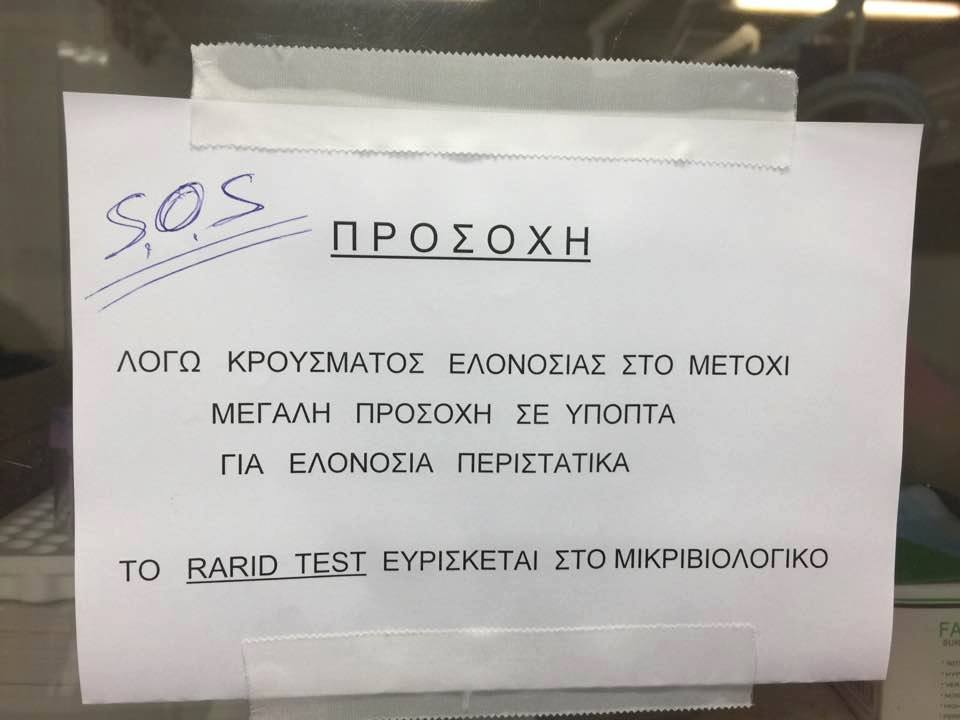 S.O.S
ΠΡΟΣΟΧΗ
ΛΟΓΩ ΚΡΟΥΣΜΑΤΟΣ ΕΛΟΝΟΣΙΑΣ ΣΤΟ ΜΕΤΟΧΙ
ΜΕΓΑΛΗ ΠΡΟΣΟΧΗ ΣΕ ΥΠΟΠΤΑ
ΓΙΑ ΕΛΟΝΟΣΙΑ ΠΕΡΙΣΤΑΤΙΚΑ
ΤΟ RARID TEST ΕΥΡΙΣΚΕΤΑΙ ΣΤΟ ΜΙΚΡΙΒΙΟΛΟΓΙΚΟ